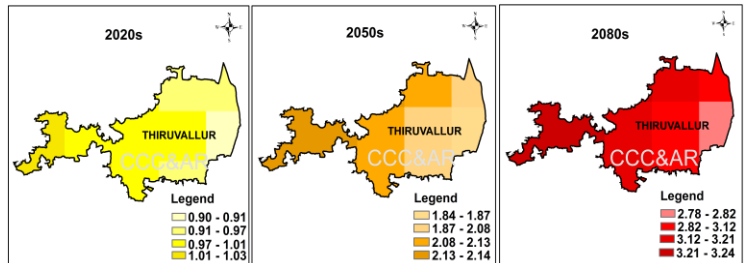 2020s
THIRUVALLUR
CCC&AR
Legend
0.90 - 0.91
0.91 - 0.97
0.97 - 1.01
1.01 - 1.03
2050s
THIRUVALLUR
CCC&AR
Legend
1.84 - 1.87
1.87 - 2.08
2.08 - 2.13
2.13 - 2.14
2080s
THIRUVALLUR
CCC&AR
Legend
2.78 - 2.82
2.82 - 3.12
3.12 - 3.21
3.21 - 3.24